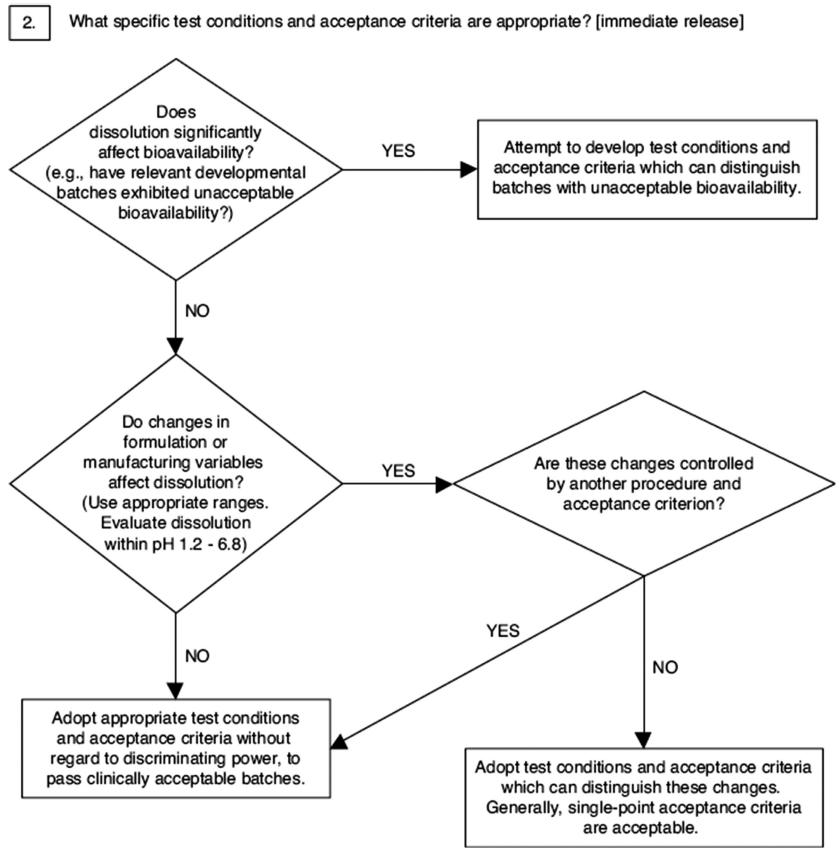 2.
What specific test conditions and acceptance criteria are appropriate? [immediate release]
Does
dissolution significantly
affect bioavailability?
(e.g., have relevant developmental
batches exhibited unacceptable
bioavailability?)
YES
Attempt to develop test conditions and
acceptance criteria which can distinguish
batches with unacceptable bioavailability.
NO
Do changes in
formulation or
manufacturing variables
affect dissolution?
(Use appropriate ranges.
Evaluate dissolution
within pH 1.2 - 6.8)
YES
Are these changes controlled
by another procedure and
acceptance criterion?
YES
NO
NO
Adopt appropriate test conditions
and acceptance criteria without
regard to discriminating power, to
pass clinically acceptable batches.
Adopt test conditions and acceptance criteria
which can distinguish these changes.
Generally, single-point acceptance criteria
are acceptable.